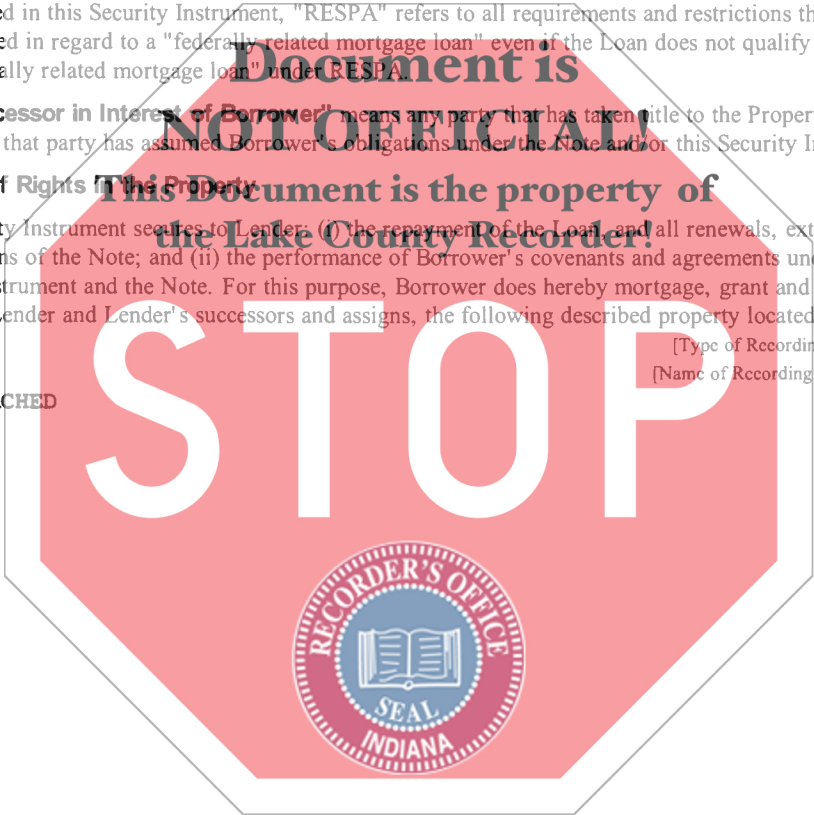 d in this Security Instrument, "RESPA" refers to all requirements and restrictions th
ed in regard to a "federally related mortgage loan" even if the Loan does not qualify
ally related mortgage loan" under RESPA.
Document is
cessor in Interest of Borrower" means any party that has taken title to the Proper
NOT OFFICIAL!
that party has assumed Borrower's obligations under the Note and/or this Security I
f Rights in the Property
This Document is the property of
ty Instrument secures to Lender: (i) the repayment of the Loan, and all renewals, ext
the Lake County Recorder!
ns of the Note; and (ii) the performance of Borrower's covenants and agreements un
trument and the Note. For this purpose, Borrower does hereby mortgage, grant and
ender and Lender's successors and assigns, the following described property located
[Type of Recordin
[Name of Recording
CHED
STOP
RECORDER'S OFFICE
SEAL
INDIANA